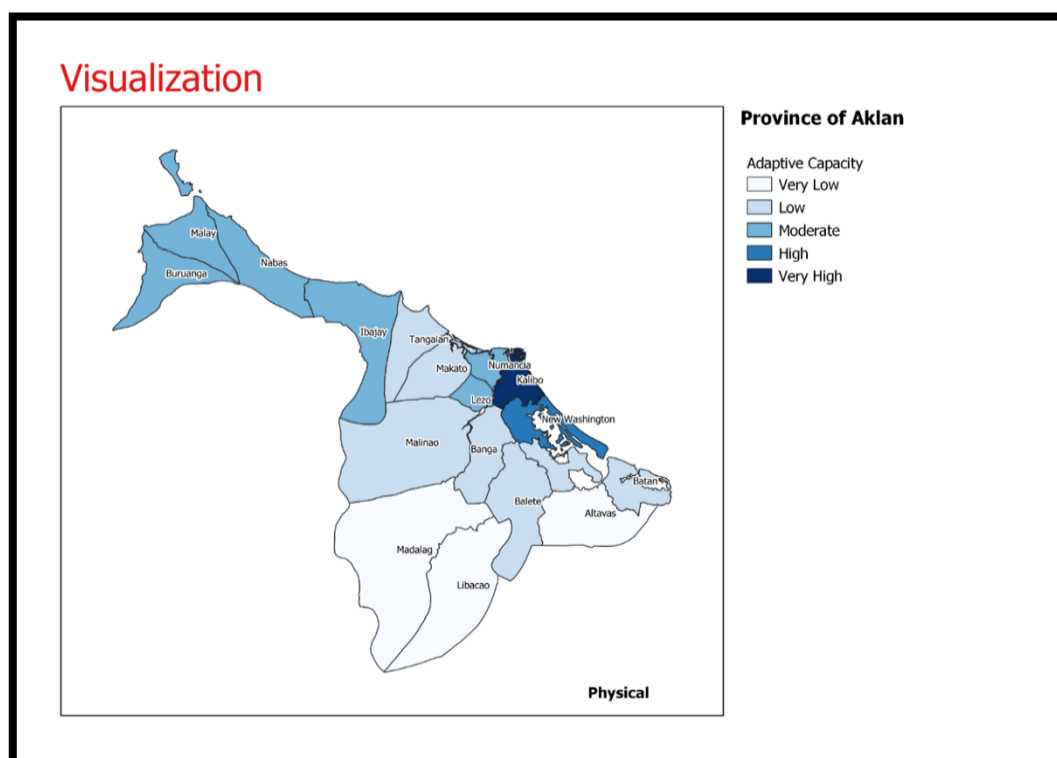 Visualization
Province of Aklan
Adaptive Capacity
Very Low
Low
Moderate
High
Very High
Malay
Nabas
Buruanga
Ibajay
Tangalan
Makato
Numancia
Kalibo
Lezo
New Washington
Malinao
Banga
Batan
Balete
Altavas
Madalag
Libacao
Physical